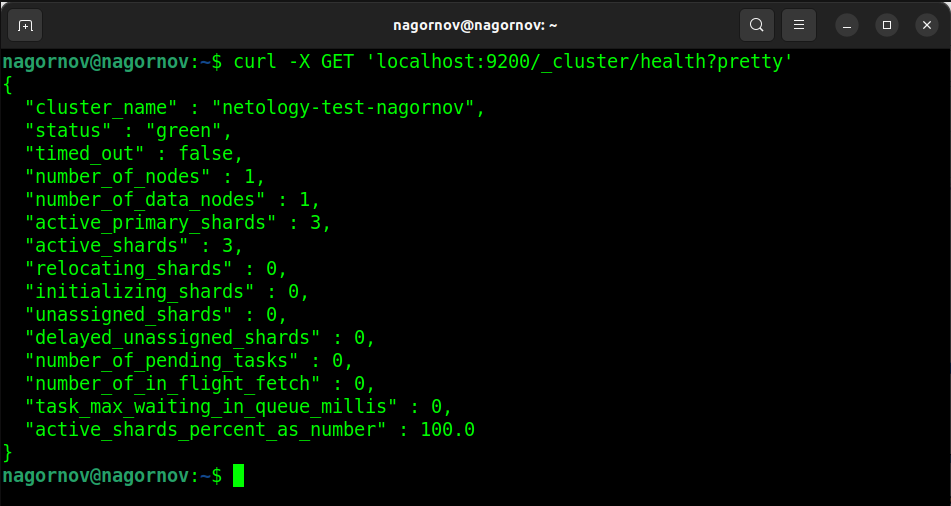 nagornov@nagornov: ~
nagornov@nagornov:~$ curl -X GET 'localhost:9200/_cluster/health?pretty'
{
  "cluster_name" : "netology-test-nagornov",
  "status" : "green",
  "timed_out" : false,
  "number_of_nodes" : 1,
  "number_of_data_nodes" : 1,
  "active_primary_shards" : 3,
  "active_shards" : 3,
  "relocating_shards" : 0,
  "initializing_shards" : 0,
  "unassigned_shards" : 0,
  "delayed_unassigned_shards" : 0,
  "number_of_pending_tasks" : 0,
  "number_of_in_flight_fetch" : 0,
  "task_max_waiting_in_queue_millis" : 0,
  "active_shards_percent_as_number" : 100.0
}
nagornov@nagornov:~$